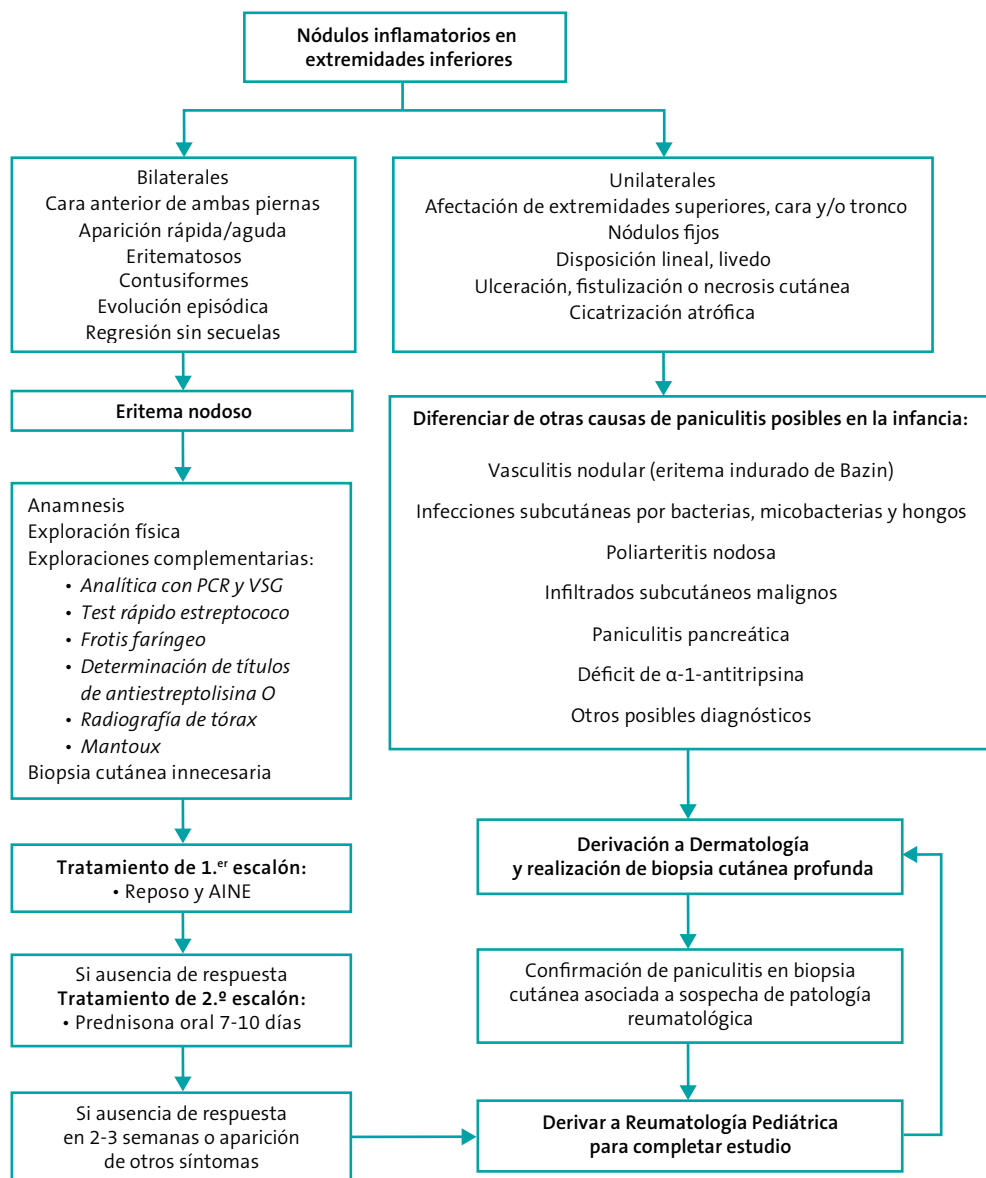 Nódulos inflamatorios en
extremidades inferiores
Bilaterales
Cara anterior de ambas piernas
Aparición rápida/aguda
Eritematosos
Contusiformes
Evolución episódica
Regresión sin secuelas
Unilaterales
Afectación de extremidades superiores, cara y/o tronco
Nódulos fijos
Disposición lineal, livedo
Ulceración, fistulización o necrosis cutánea
Cicatrización atrófica
Eritema nodoso
Diferenciar de otras causas de paniculitis posibles en la infancia:
Vasculitis nodular (eritema indurado de Bazin)
Infecciones subcutáneas por bacterias, micobacterias y hongos
Poliarteritis nodosa
Infiltrados subcutáneos malignos
Paniculitis pancreática
Déficit de α-1-antitripsina
Otros posibles diagnósticos
Anamnesis
Exploración física
Exploraciones complementarias:
• Analítica con PCR y VSG
• Test rápido estreptococo
• Frotis faríngeo
• Determinación de títulos
de antiestreptolisina O
• Radiografía de tórax
• Mantoux
Biopsia cutánea innecesaria
Tratamiento de 1.er escalón:
• Reposo y AINE
Si ausencia de respuesta
Tratamiento de 2.º escalón:
• Prednisona oral 7-10 días
Si ausencia de respuesta
en 2-3 semanas o aparición
de otros síntomas
Derivación a Dermatología
y realización de biopsia cutánea profunda
Confirmación de paniculitis en biopsia
cutánea asociada a sospecha de patología
reumatológica
Derivar a Reumatología Pediátrica
para completar estudio